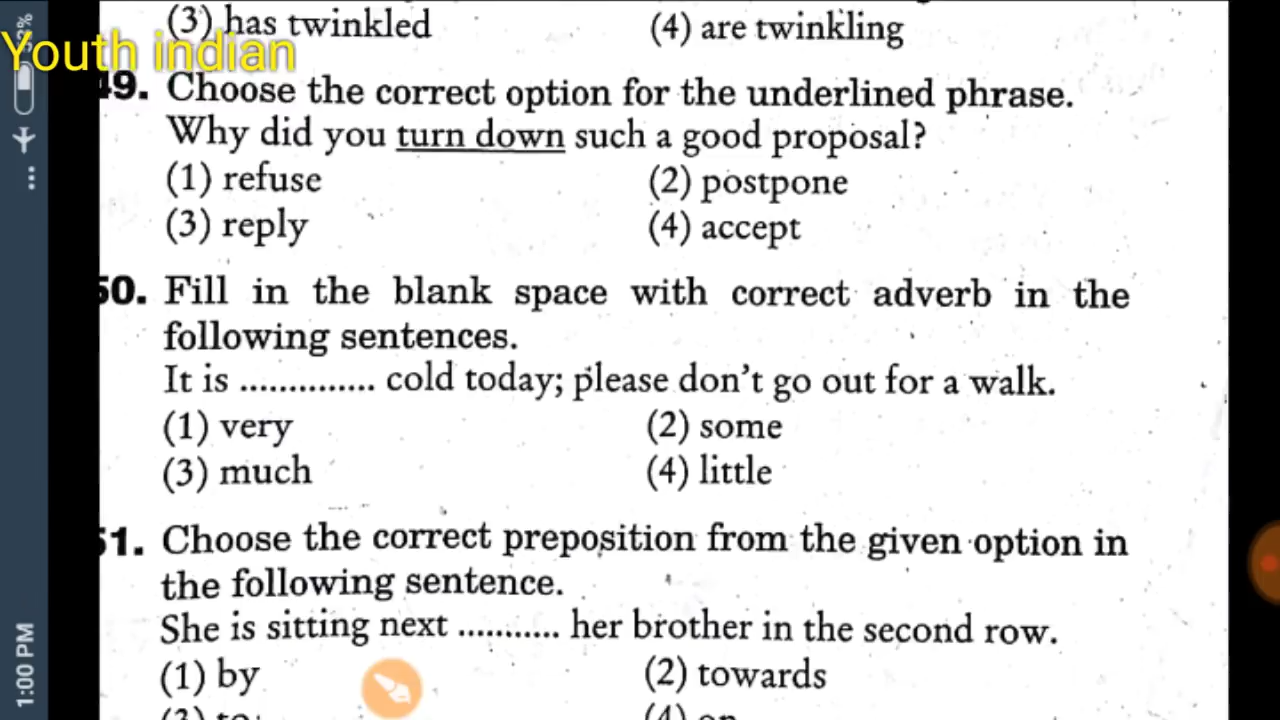 (3) has twinkled (4) are twinkling
Youth indian
49. Choose the correct option for the underlined phrase.
Why did you turn down such a good proposal?
(1) refuse (2) postpone
(3) reply (4) accept
50. Fill in the blank space with correct adverb in the
following sentences.
It is .............. cold today; please don't go out for a walk.
(1) very (2) some
(3) much (4) little
51. Choose the correct preposition from the given option in
the following sentence.
She is sitting next ........... her brother in the second row.
(1) by (2) towards
(3) to (4) on
1:00 PM